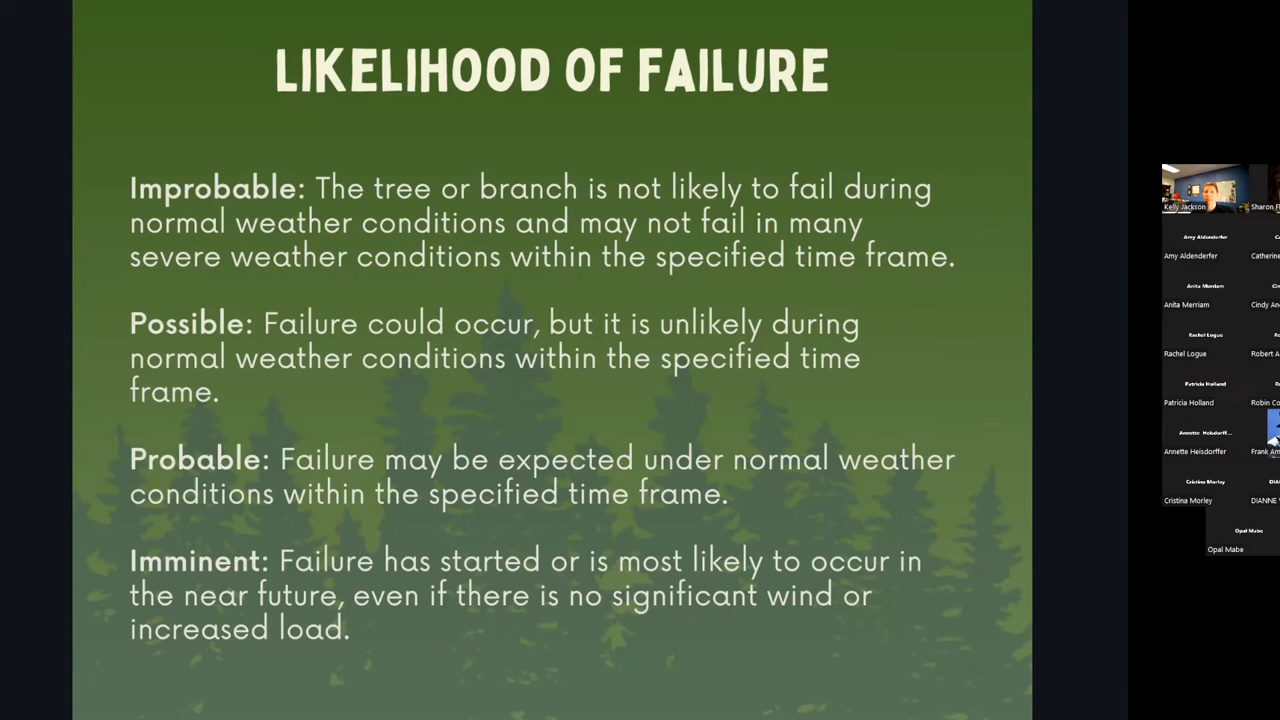 LIKELIHOOD OF FAILURE
Improbable: The tree or branch is not likely to fail during
normal weather conditions and may not fail in many
severe weather conditions within the specified time frame.
Possible: Failure could occur, but it is unlikely during
normal weather conditions within the specified time
frame.
Probable: Failure may be expected under normal weather
conditions within the specified time frame.
Imminent: Failure has started or is most likely to occur in
the near future, even if there is no significant wind or
increased load.
Kelly Jackson
Sharon
Amy Aldenderfer
Amy Aldenderfer
Catherine
Anita Merriam
Anita Merriam
Cindy
Rachel Logue
Rachel Logue
Robert
Patricia Holland
Patricia Holland
Robin
Annette Heisdorff...
Annette Heisdorffer
Frank
Cristina Morley
Cristina Morley
DIANNE
Opal Mabe
Opal Mabe